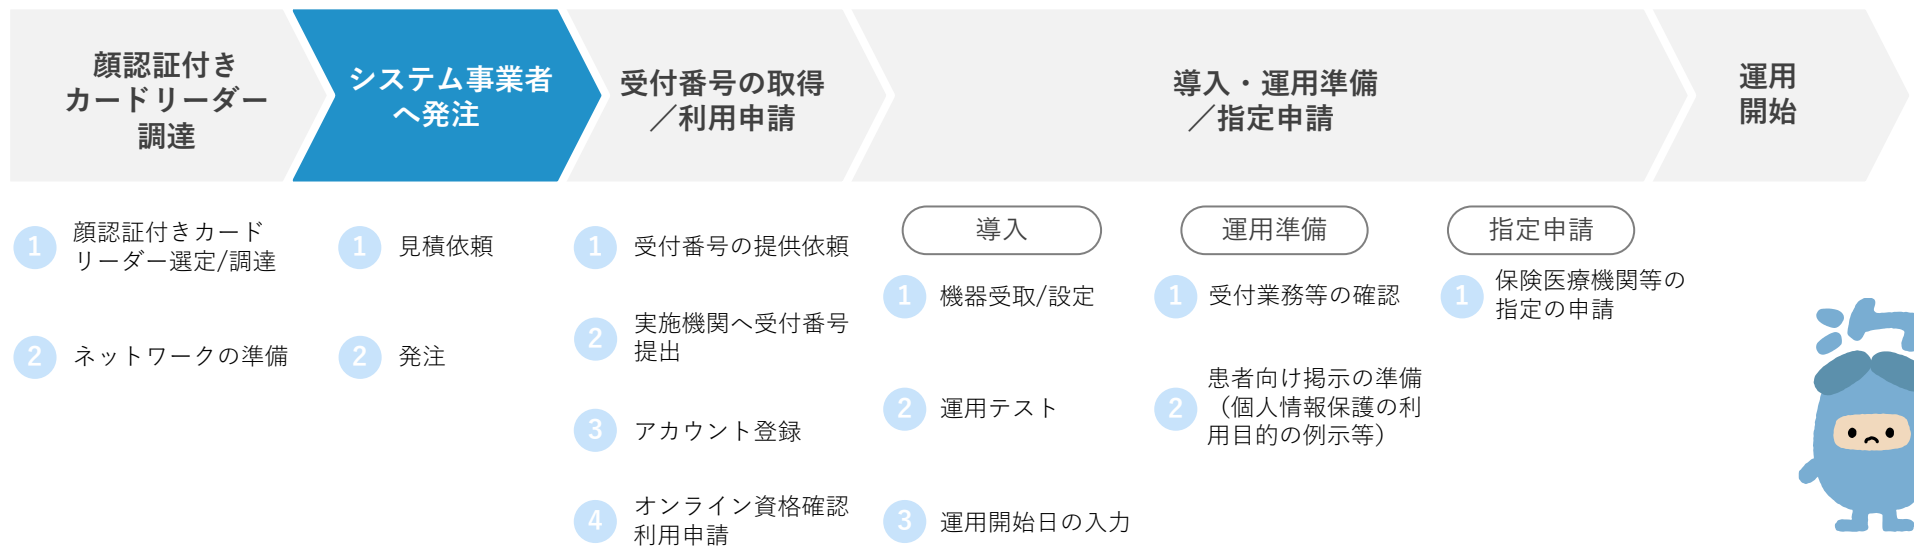 顔認証付き
カードリーダー
調達
システム事業者
へ発注
受付番号の取得
／利用申請
導入・運用準備
／指定申請
運用
開始
1
顔認証付きカード
リーダー選定/調達
2
ネットワークの準備
1
見積依頼
2
発注
1
受付番号の提供依頼
2
実施機関へ受付番号
提出
3
アカウント登録
4
オンライン資格確認
利用申請
導入
1
機器受取/設定
2
運用テスト
3
運用開始日の入力
運用準備
1
受付業務等の確認
2
患者向け掲示の準備
（個人情報保護の利
用目的の例示等）
指定申請
1
保険医療機関等の
指定の申請